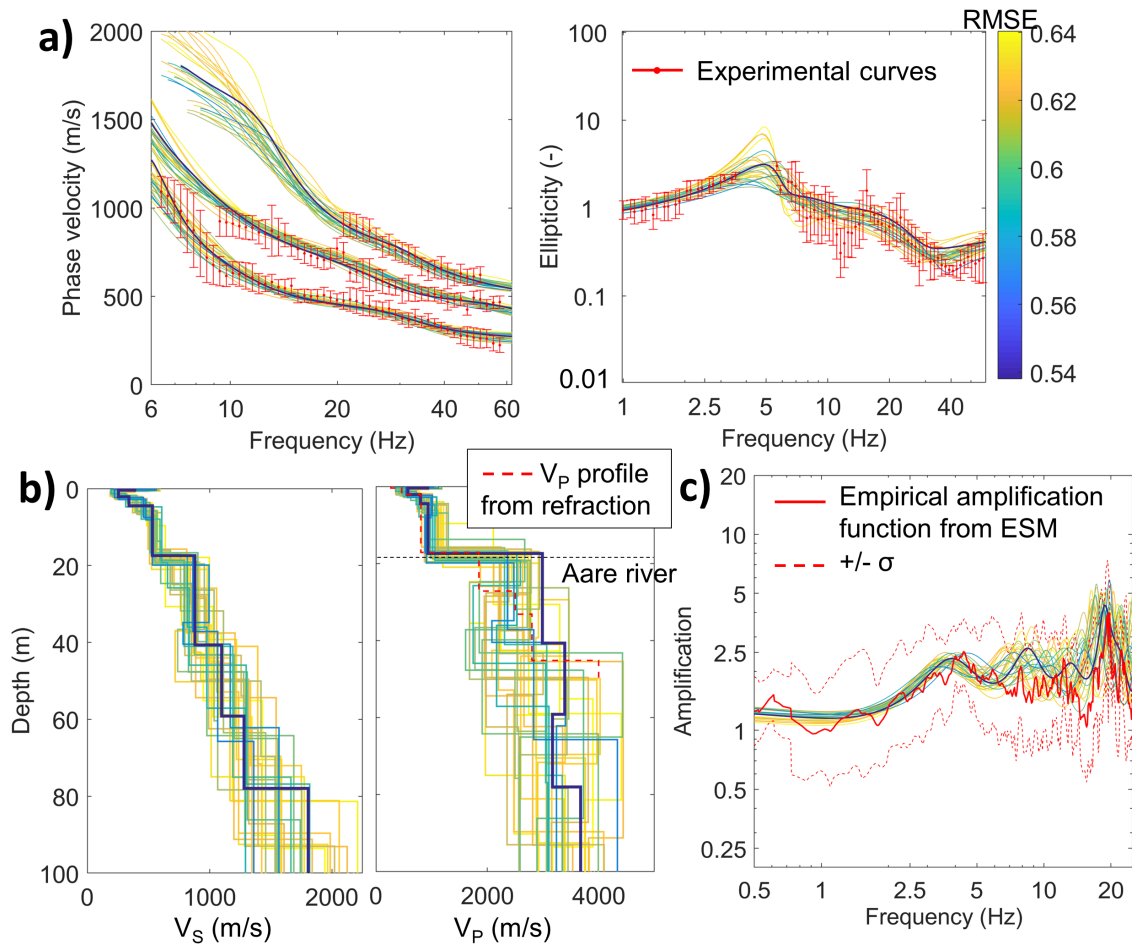 a)
2000
1500
1000
500
0
Phase velocity (m/s)
6
10
20
40
60
Frequency (Hz)
100
10
1
0.1
0.01
Ellipticity (-)
Experimental curves
1
2.5
5
10
20
40
Frequency (Hz)
RMSE
0.64
0.62
0.6
0.58
0.56
0.54
b)
0
20
40
60
80
100
Depth (m)
0
1000
2000
V_S (m/s)
V_P profile
from refraction
Aare river
0
2000
4000
V_P (m/s)
c)
20
10
5
2.5
1
0.5
0.25
Amplification
Empirical amplification
function from ESM
+/- σ
0.5
1
2.5
5
10
20
Frequency (Hz)